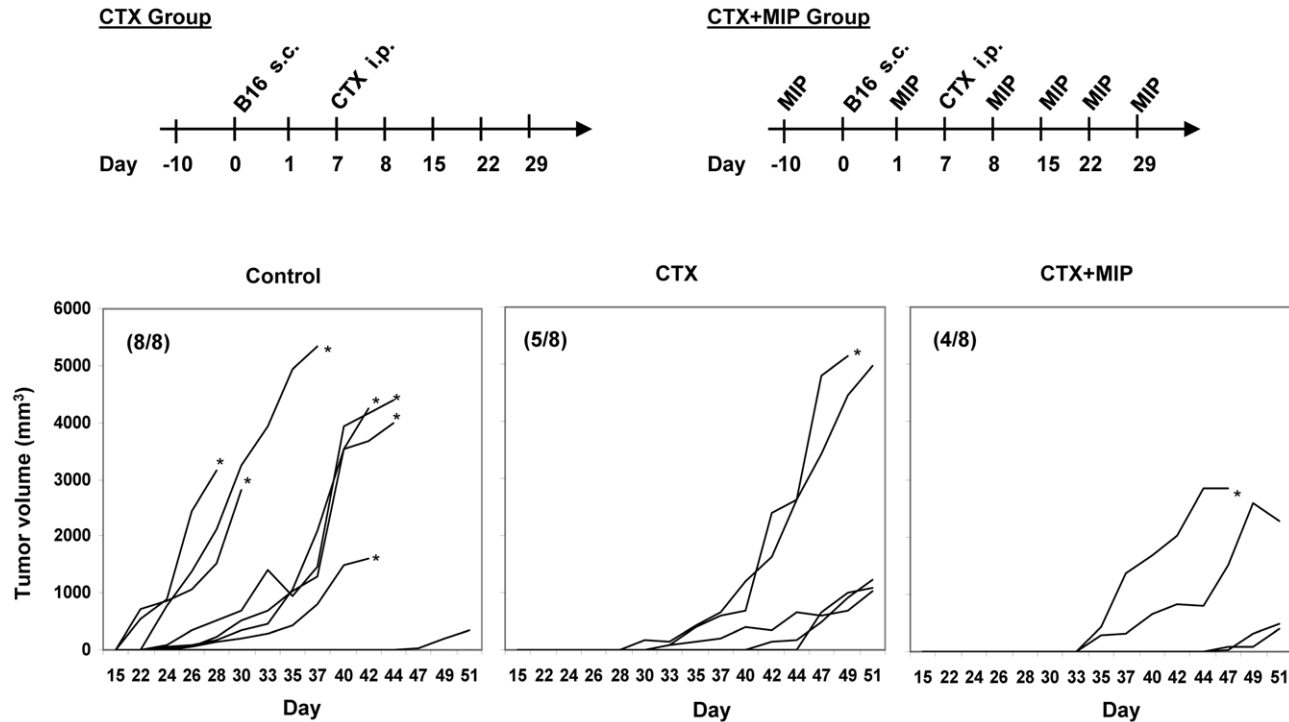 CTX Group
B16 s.c.
CTX i.p.
Day -10 0 1 7 8 15 22 29
CTX+MIP Group
MIP
B16 s.c.
MIP
CTX i.p.
MIP
MIP
MIP
MIP
Day -10 0 1 7 8 15 22 29
Tumor volume (mm³)
Control
(8/8)
6000
5000
4000
3000
2000
1000
0
*
*
*
*
*
*
*
15 22 24 26 28 30 33 35 37 40 42 44 47 49 51
Day
CTX
(5/8)
*
15 22 24 26 28 30 33 35 37 40 42 44 47 49 51
Day
CTX+MIP
(4/8)
*
15 22 24 26 28 30 33 35 37 40 42 44 47 49 51
Day